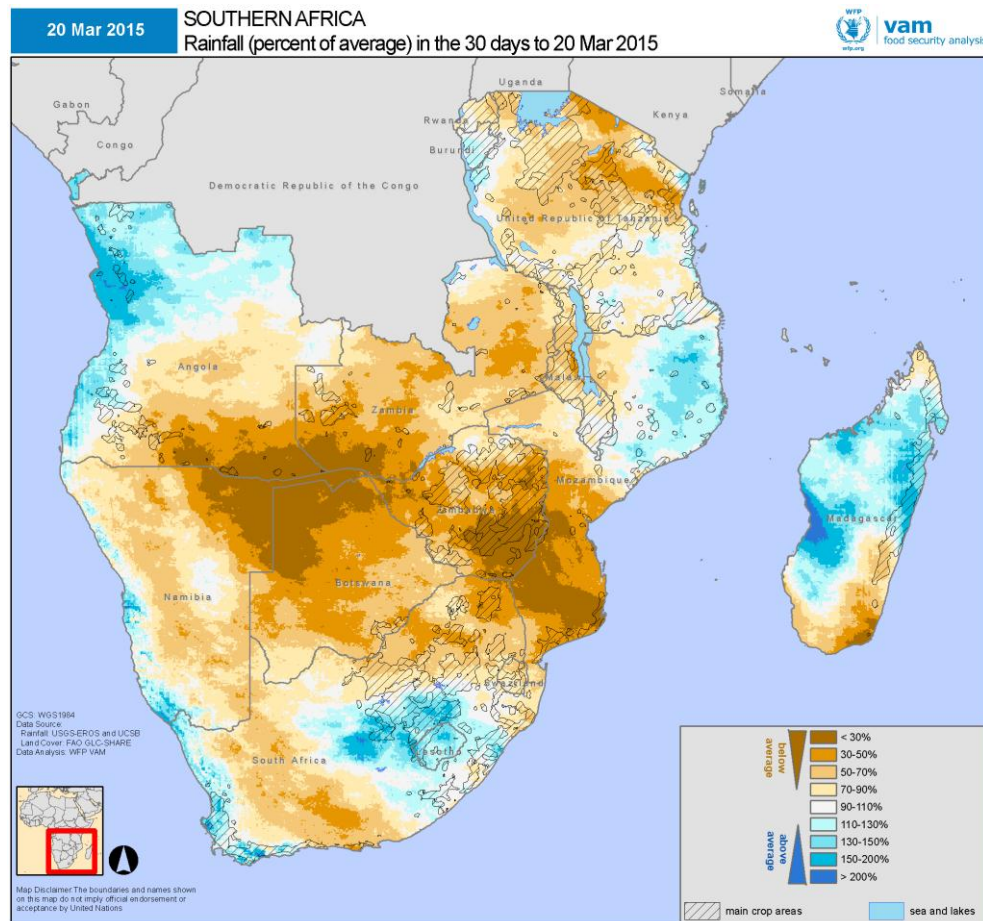 20 Mar 2015
SOUTHERN AFRICA
Rainfall (percent of average) in the 30 days to 20 Mar 2015
WFP
wfp.org
vam
food security analysis
Uganda
Somalia
Gabon
Kenya
Rwanda
Congo
Burundi
Democratic Republic of the Congo
United Republic of Tanzania
Angola
Malawi
Zambia
Mozambique
Zimbabwe
Madagascar
Botswana
Namibia
Swaziland
Lesotho
South Africa
GCS: WGS1984
Data Source:
Rainfall: USGS-EROS and UCSB
Land Cover: FAO GLC-SHARE
Data Analysis: WFP VAM
Map Disclaimer:The boundaries and names shown
on this map do not imply official endorsement or
acceptance by United Nations
below
average
above
average
< 30%
30-50%
50-70%
70-90%
90-110%
110-130%
130-150%
150-200%
> 200%
main crop areas
sea and lakes